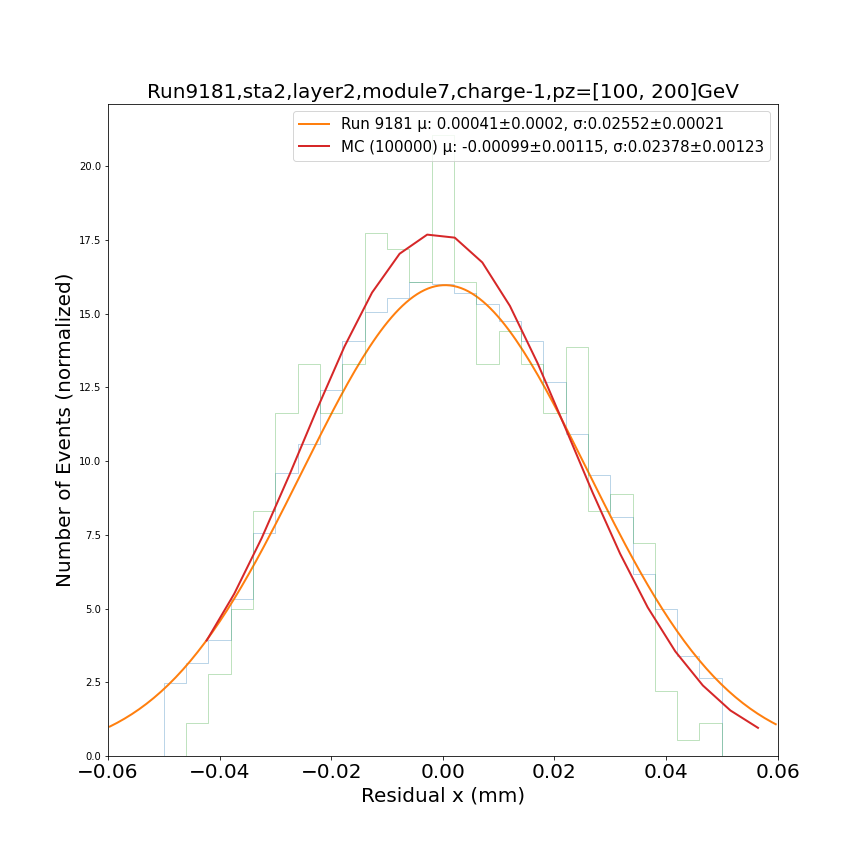 Run9181,sta2,layer2,module7,charge-1,pz=[100, 200]GeV
Run 9181 μ: 0.00041±0.0002, σ:0.02552±0.00021
MC (100000) μ: -0.00099±0.00115, σ:0.02378±0.00123
Number of Events (normalized)
20.0
17.5
15.0
12.5
10.0
7.5
5.0
2.5
0.0
−0.06 −0.04 −0.02 0.00 0.02 0.04 0.06
Residual x (mm)